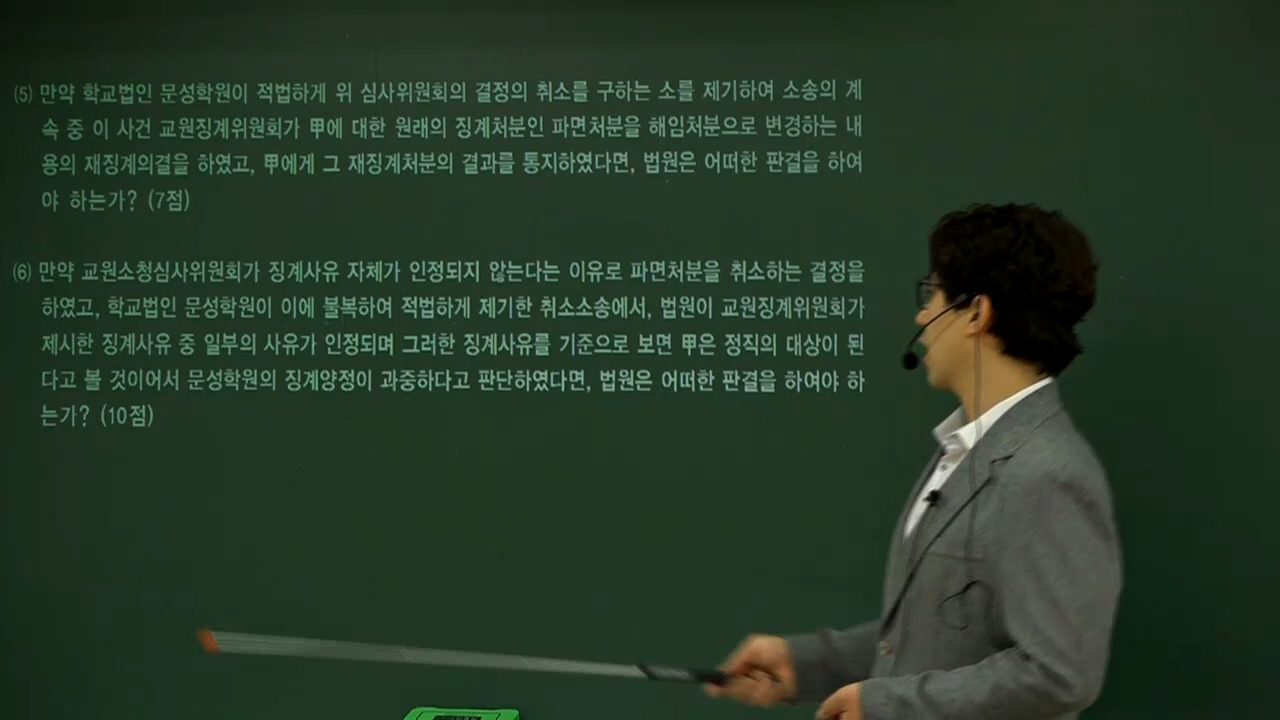 (5) 만약 학교법인 문성학원이 적법하게 위 심사위원회의 결정의 취소를 구하는 소를 제기하여 소송의 계
속 중 이 사건 교원징계위원회가 甲에 대한 원래의 징계처분인 파면처분을 해임처분으로 변경하는 내
용의 재징계의결을 하였고, 甲에게 그 재징계처분의 결과를 통지하였다면, 법원은 어떠한 판결을 하여
야 하는가? (7점)
(6) 만약 교원소청심사위원회가 징계사유 자체가 인정되지 않는다는 이유로 파면처분을 취소하는 결정을
하였고, 학교법인 문성학원이 이에 불복하여 적법하게 제기한 취소소송에서, 법원이 교원징계위원회가
제시한 징계사유 중 일부의 사유가 인정되며 그러한 징계사유를 기준으로 보면 甲은 정직의 대상이 된
다고 볼 것이어서 문성학원의 징계양정이 과중하다고 판단하였다면, 법원은 어떠한 판결을 하여야 하
는가? (10점)